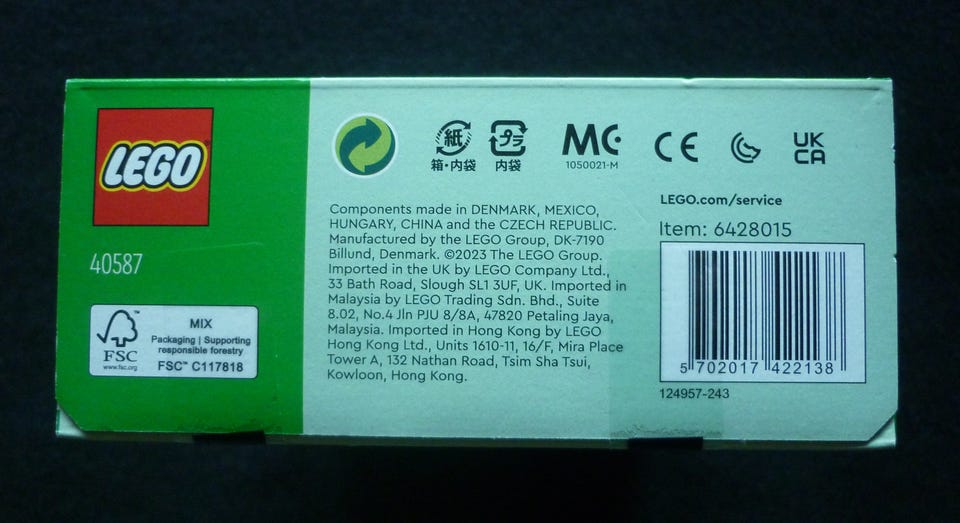 LEGO
40587
FSC™
www.fsc.org
MIX
Packaging | Supporting
responsible forestry
FSC™ C117818
紙
箱・内袋
プラ
内袋
MC
1050021-M
CE
UK
CA
Components made in DENMARK, MEXICO,
HUNGARY, CHINA and the CZECH REPUBLIC.
Manufactured by the LEGO Group, DK-7190
Billund, Denmark. ©2023 The LEGO Group.
Imported in the UK by LEGO Company Ltd.,
33 Bath Road, Slough SL1 3UF, UK. Imported in
Malaysia by LEGO Trading Sdn. Bhd., Suite
8.02, No.4 Jln PJU 8/8A, 47820 Petaling Jaya,
Malaysia. Imported in Hong Kong by LEGO
Hong Kong Ltd., Units 1610-11, 16/F, Mira Place
Tower A, 132 Nathan Road, Tsim Sha Tsui,
Kowloon, Hong Kong.
LEGO.com/service
Item: 6428015
5 702017 422138
124957-243